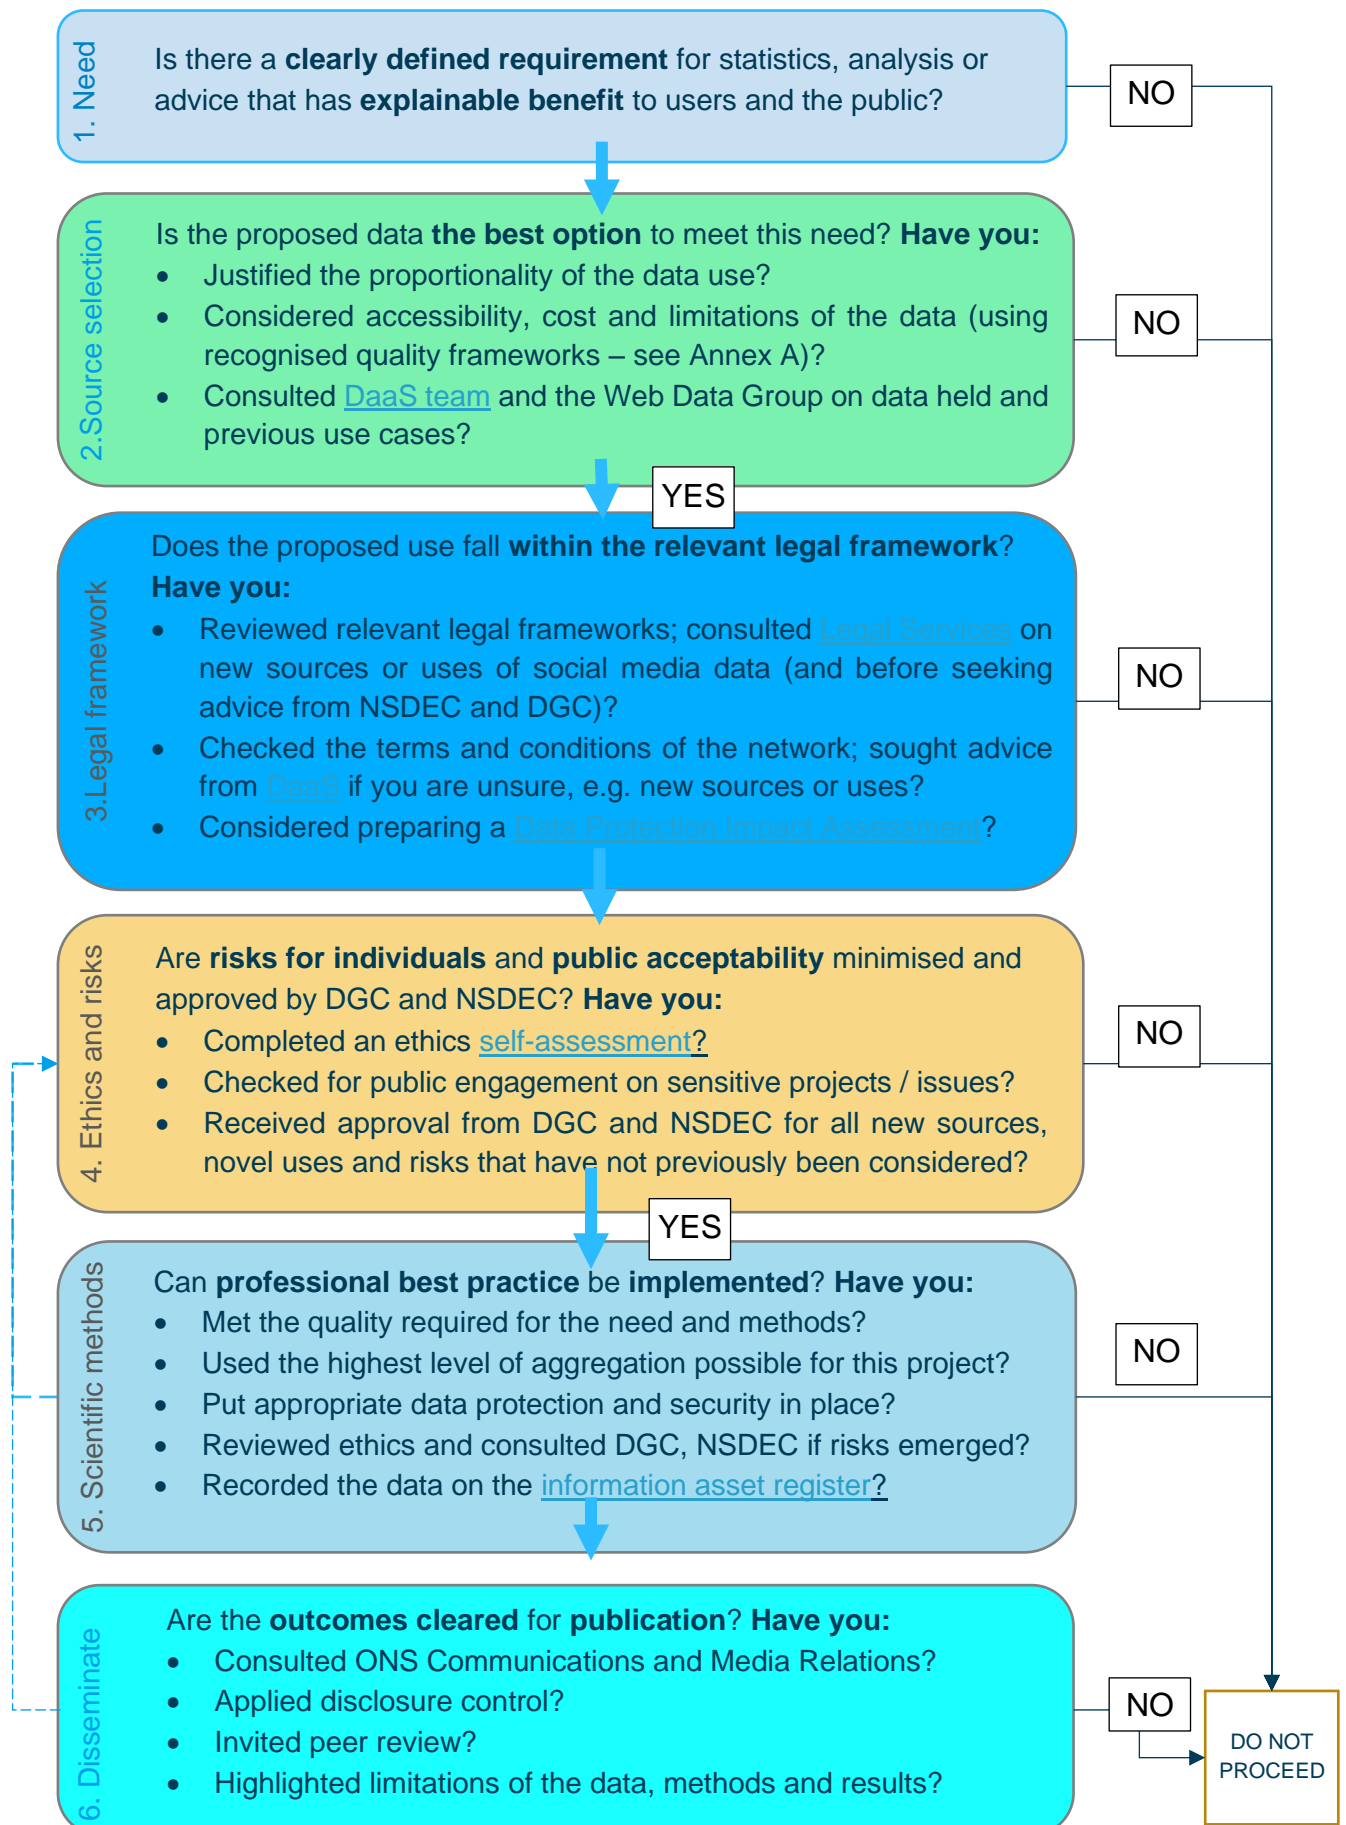 1. Need
Is there a clearly defined requirement for statistics, analysis or
advice that has explainable benefit to users and the public?
NO
2.Source selection
Is the proposed data the best option to meet this need? Have you:
• Justified the proportionality of the data use?
• Considered accessibility, cost and limitations of the data (using
recognised quality frameworks – see Annex A)?
• Consulted DaaS team and the Web Data Group on data held and
previous use cases?
NO
YES
3.Legal framework
Does the proposed use fall within the relevant legal framework?
Have you:
• Reviewed relevant legal frameworks; consulted Legal Services on
new sources or uses of social media data (and before seeking
advice from NSDEC and DGC)?
• Checked the terms and conditions of the network; sought advice
from DaaS if you are unsure, e.g. new sources or uses?
• Considered preparing a Data Protection Impact Assessment?
NO
4. Ethics and risks
Are risks for individuals and public acceptability minimised and
approved by DGC and NSDEC? Have you:
• Completed an ethics self-assessment?
• Checked for public engagement on sensitive projects / issues?
• Received approval from DGC and NSDEC for all new sources,
novel uses and risks that have not previously been considered?
NO
YES
5. Scientific methods
Can professional best practice be implemented? Have you:
• Met the quality required for the need and methods?
• Used the highest level of aggregation possible for this project?
• Put appropriate data protection and security in place?
• Reviewed ethics and consulted DGC, NSDEC if risks emerged?
• Recorded the data on the information asset register?
NO
6. Disseminate
Are the outcomes cleared for publication? Have you:
• Consulted ONS Communications and Media Relations?
• Applied disclosure control?
• Invited peer review?
• Highlighted limitations of the data, methods and results?
NO
DO NOT
PROCEED